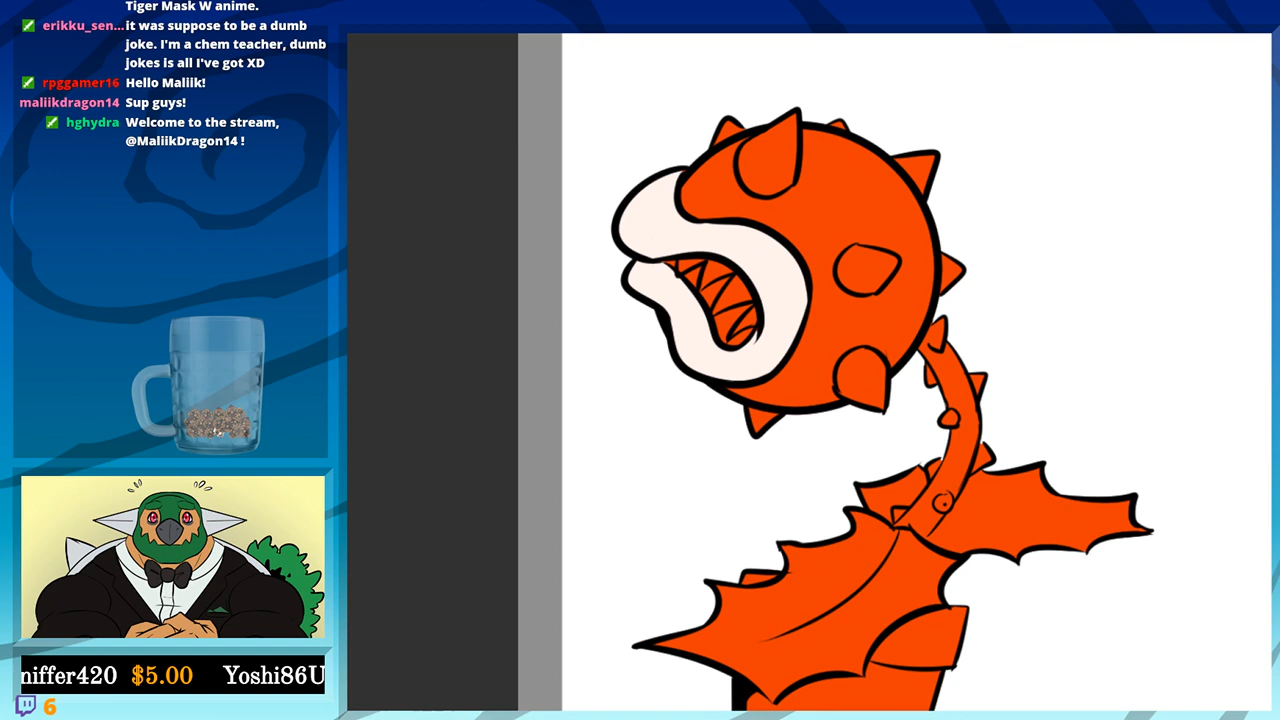 Tiger Mask W anime.
erikku_sen... it was suppose to be a dumb
joke. I'm a chem teacher, dumb
jokes is all I've got XD
rpggamer16 Hello Maliik!
maliikdragon14 Sup guys!
hghydra Welcome to the stream,
@MaliikDragon14 !
niffer420 $5.00 Yoshi86U
6